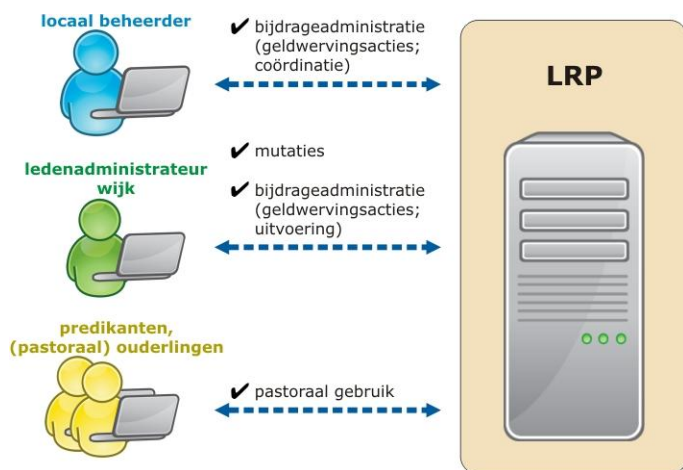 locaal beheerder
✔ bijdrageadministratie
(geldwervingsacties;
coördinatie)
LRP
ledenadministrateur
wijk
✔ mutaties
✔ bijdrageadministratie
(geldwervingsacties;
uitvoering)
predikanten,
(pastoraal) ouderlingen
✔ pastoraal gebruik